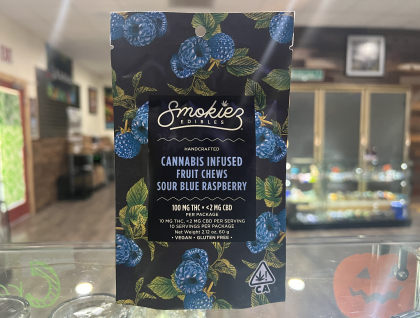 Smokiez
EDIBLES
HANDCRAFTED
CANNABIS INFUSED
FRUIT CHEWS
SOUR BLUE RASPBERRY
100 MG THC • <2 MG CBD
PER PACKAGE
10 MG THC, <2 MG CBD PER SERVING
10 SERVINGS PER PACKAGE
Net Weight 2.12 oz, 60 g
• VEGAN • GLUTEN FREE •
CA